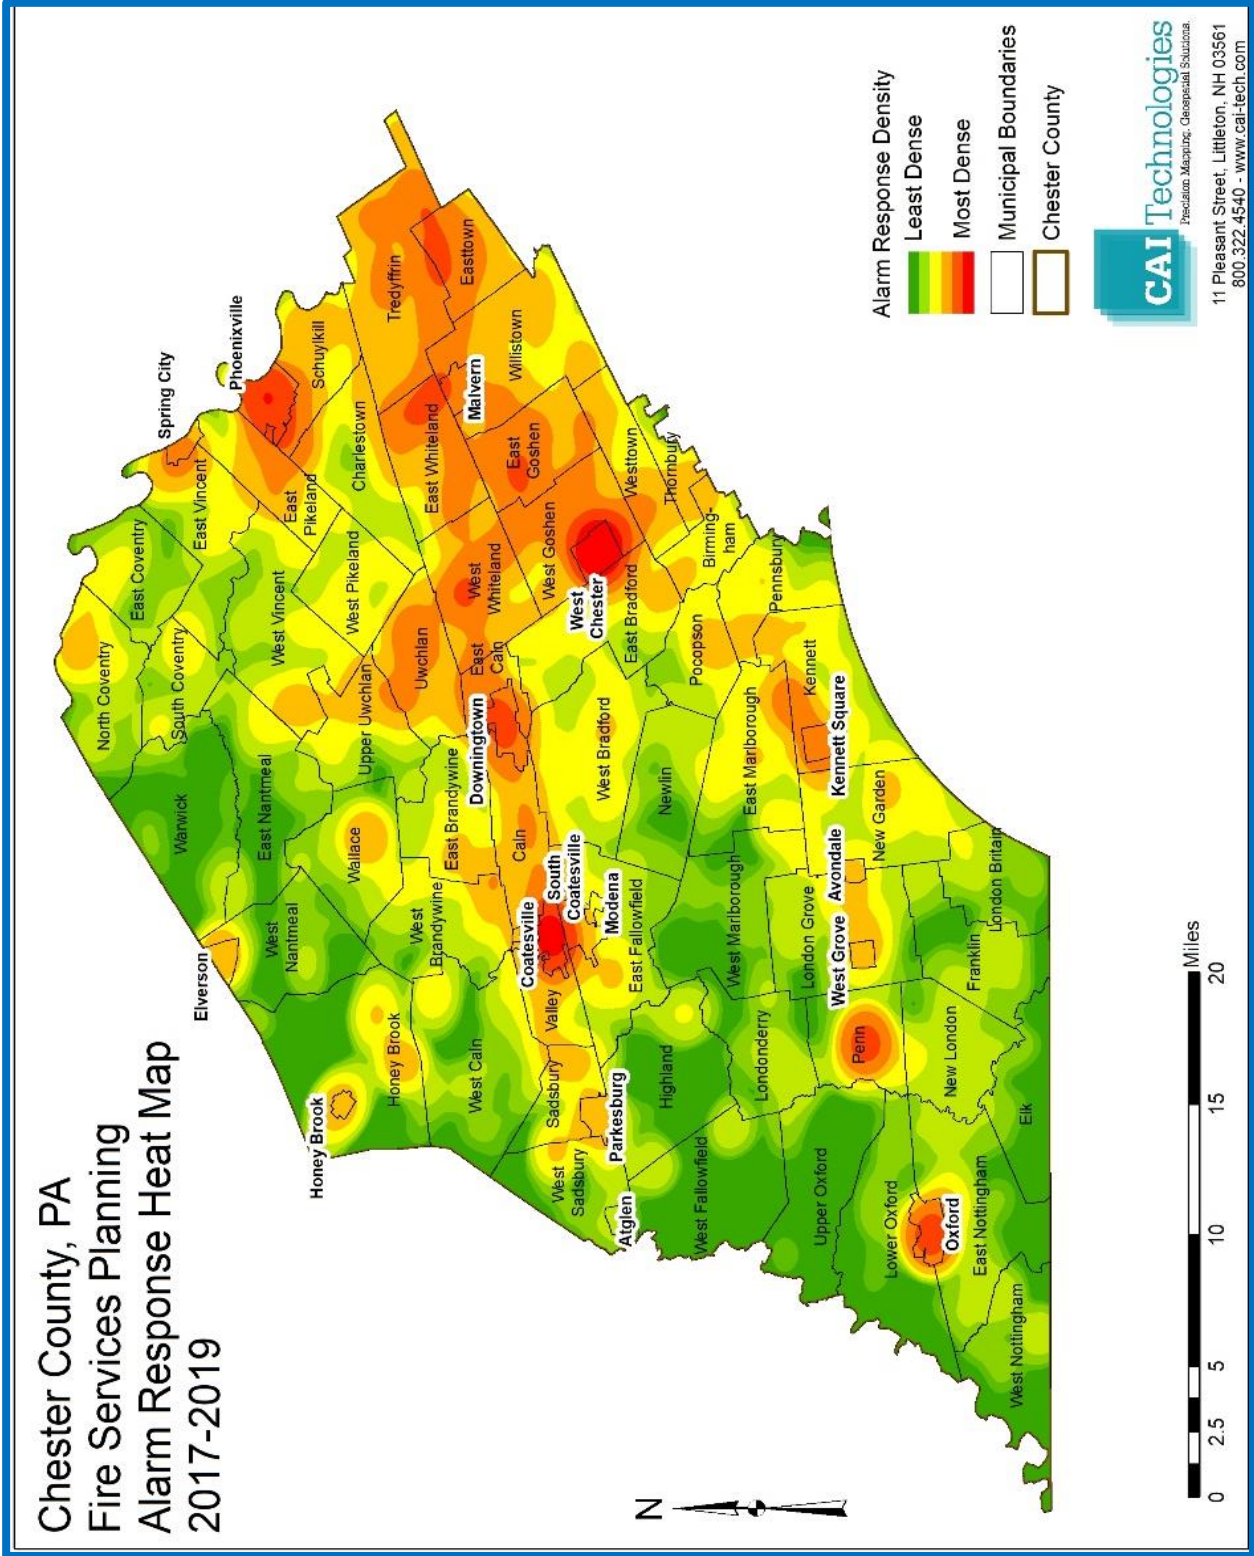 Chester County, PA
Fire Services Planning
Alarm Response Heat Map
2017-2019
Spring City
Phoenixville
Schuylkill
Tredyffrin
Easttown
Malvern
Willistown
East Vincent
East
Pikeland
Charlestown
East Whiteland
East
Goshen
Westtown
Thornbury
North Coventry
East Coventry
South Coventry
West Vincent
West Pikeland
Uwchlan
Upper Uwchlan
West
Whiteland
West Goshen
West
Chester
East Bradford
Birming-
ham
Pennsbury
Pocopson
East
Caln
Downingtown
West Bradford
Newlin
East Marlborough
Kennett
Kennett Square
Warwick
East Nantmeal
Wallace
East Brandywine
Caln
West
Nantmeal
Elverson
West
Brandywine
Coatesville
South
Coatesville
Modena
East Fallowfield
West Marlborough
London Grove
Avondale
West Grove
New Garden
London Britain
Franklin
Honey Brook
Honey Brook
West Caln
Valley
Sadsbury
Parkesburg
Highland
Londonderry
Penn
New London
Elk
West
Sadsbury
Atglen
West Fallowfield
Upper Oxford
Lower Oxford
Oxford
East Nottingham
West Nottingham
Alarm Response Density
Least Dense
Most Dense
Municipal Boundaries
Chester County
N
0 2.5 5 10 15 20
Miles
CAI Technologies
Precision Mapping. Geospatial Solutions.
11 Pleasant Street, Littleton, NH 03561
800.322.4540 - www.cai-tech.com